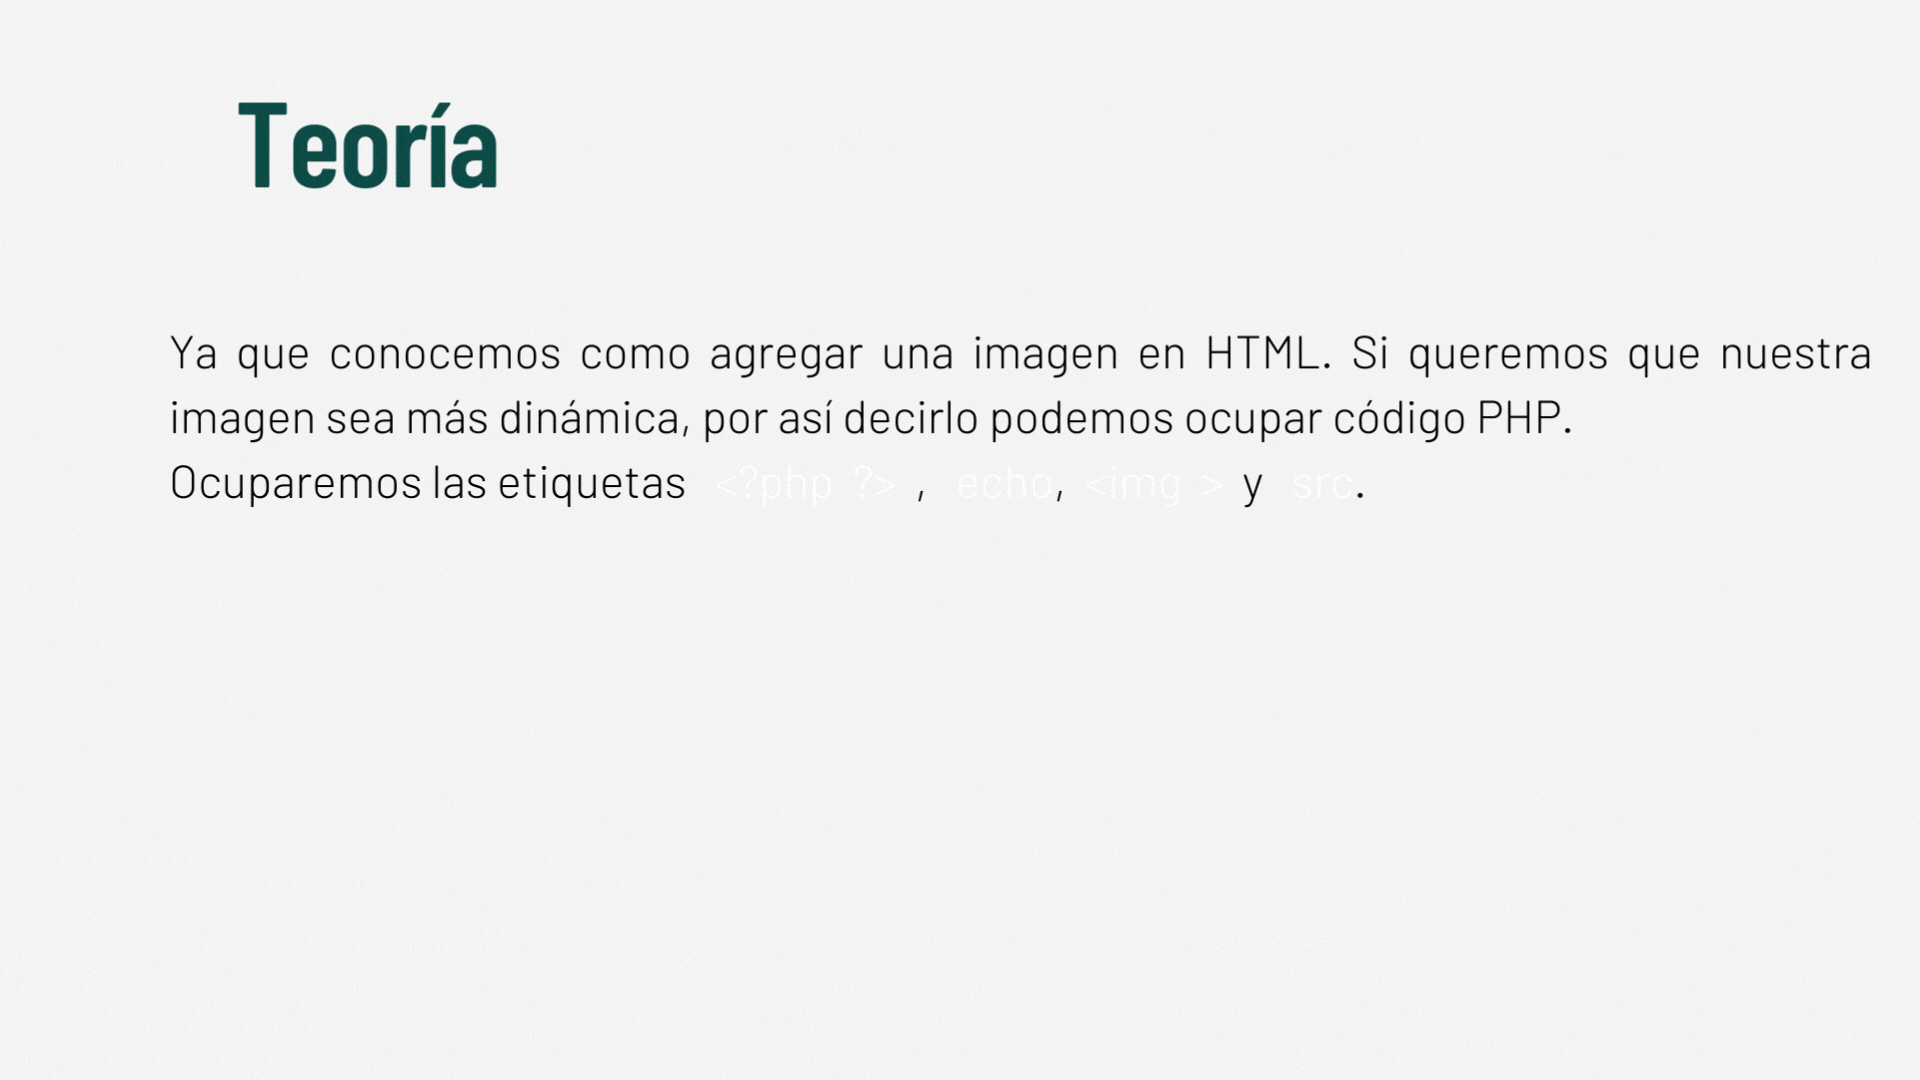 Teoría
Ya que conocemos como agregar una imagen en HTML. Si queremos que nuestra
imagen sea más dinámica, por así decirlo podemos ocupar código PHP.
Ocuparemos las etiquetas <?php ?> , echo, <img > y src.